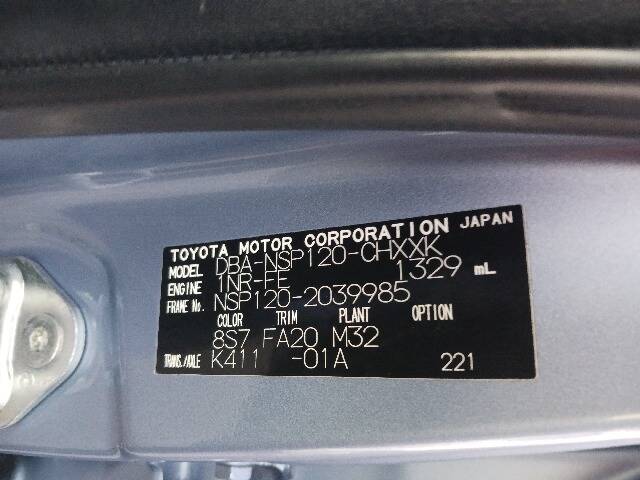 TOYOTA MOTOR CORPORATION JAPAN
MODEL DBA-NSP120-CHXXK
ENGINE 1NR-FE 1329 mL
FRAME No. NSP120-2039985
COLOR TRIM PLANT OPTION
8S7 FA20 M32
TRANS./AXLE K411 -01A 221